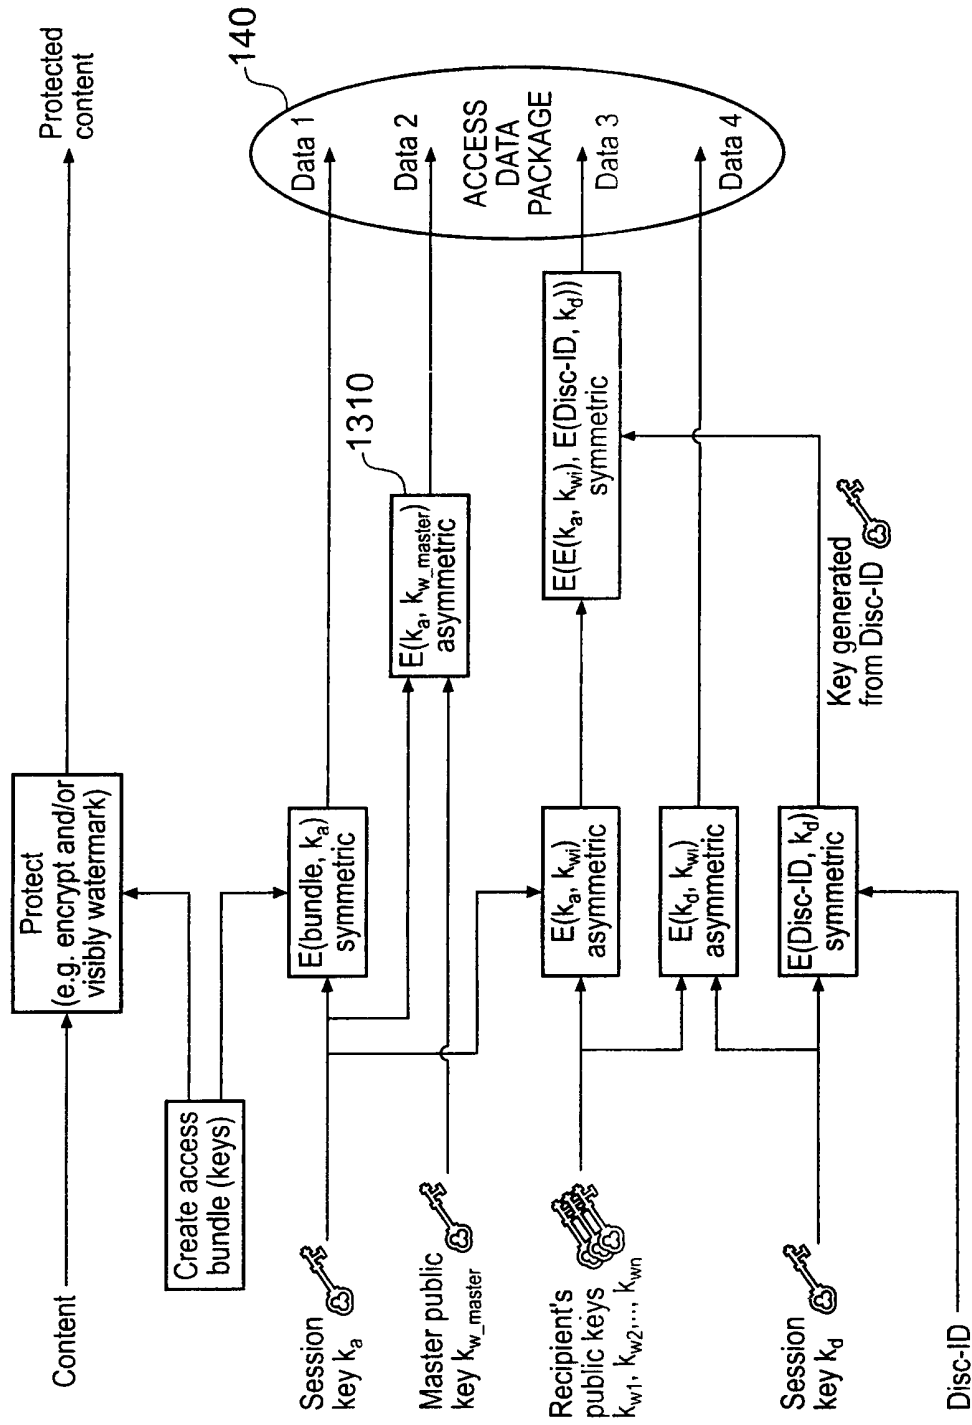 Content
Protect
(e.g. encrypt and/or
visibly watermark)
Protected
content
Create access
bundle (keys)
Session
key k_a
E(bundle, k_a)
symmetric
Data 1
140
Master public
key k_w_master
E(k_a, k_w_master)
asymmetric
1310
Data 2
ACCESS
DATA
PACKAGE
Recipient's
public keys
k_w1, k_w2,..., k_wn
E(k_a, k_wi)
asymmetric
E(E(k_a, k_wi), E(Disc-ID, k_d))
symmetric
Data 3
E(k_d, k_wi)
asymmetric
Data 4
Session
key k_d
E(Disc-ID, k_d)
symmetric
Key generated
from Disc-ID
Disc-ID